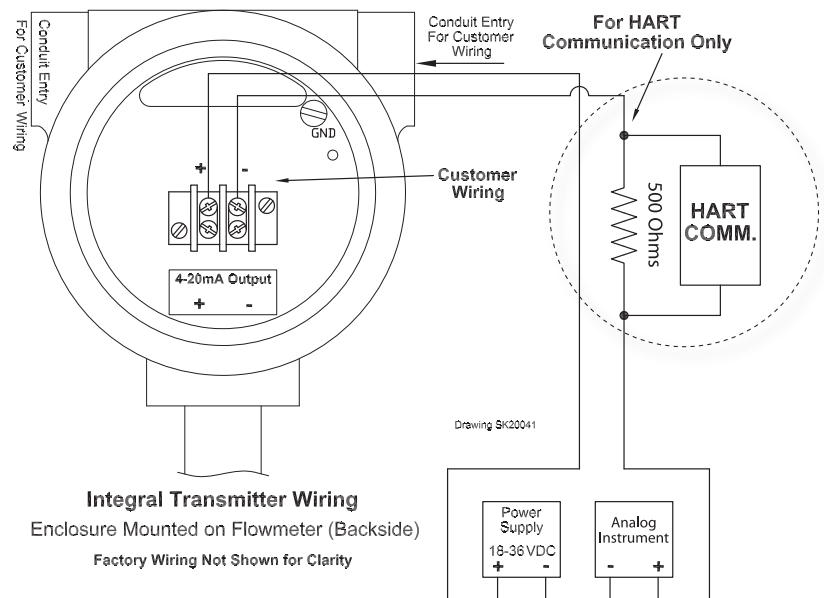 Conduit Entry
For Customer Wiring
Conduit Entry
For Customer
Wiring
For HART
Communication Only
GND
+ -
Customer
Wiring
500 Ohms
HART
COMM.
4-20mA Output
+ -
Drawing SK20041
Integral Transmitter Wiring
Enclosure Mounted on Flowmeter (Backside)
Factory Wiring Not Shown for Clarity
Power
Supply
18-36 VDC
+ -
Analog
Instrument
- +